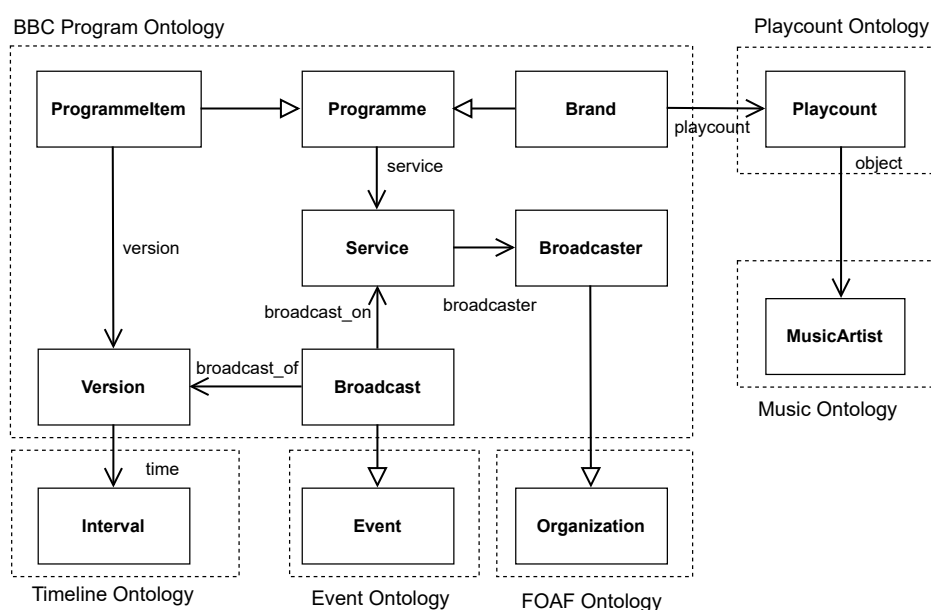 BBC Program Ontology
Playcount Ontology
ProgrammeItem
Programme
Brand
Playcount
playcount
service
object
version
Service
Broadcaster
broadcast_on
broadcaster
MusicArtist
Version
broadcast_of
Broadcast
Music Ontology
time
Interval
Event
Organization
Timeline Ontology
Event Ontology
FOAF Ontology